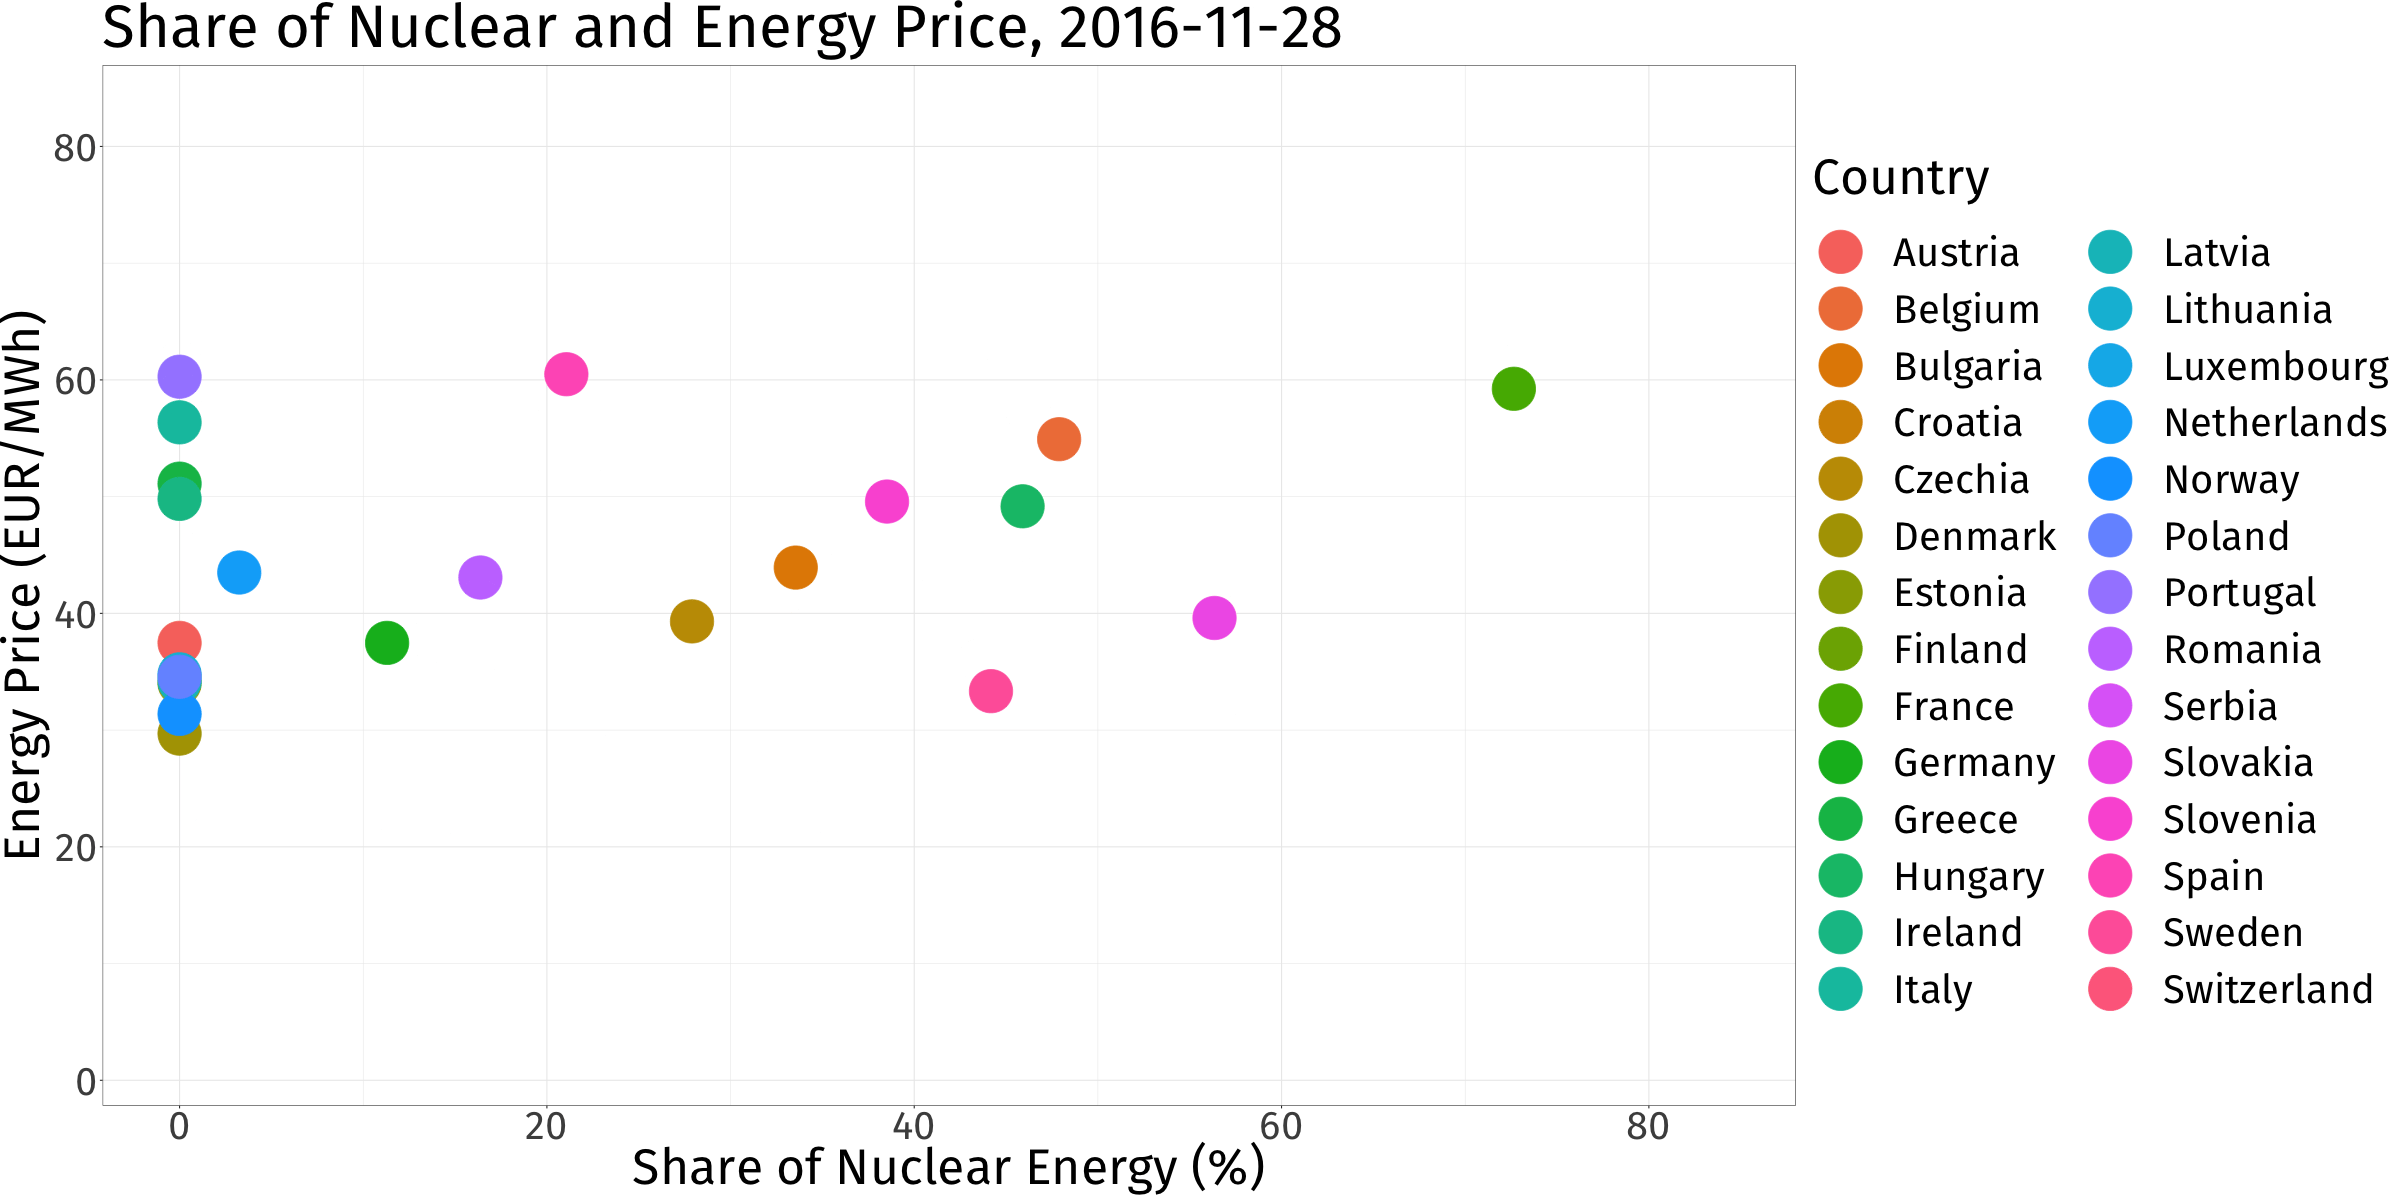 Share of Nuclear and Energy Price, 2016-11-28
80
60
40
20
0
Energy Price (EUR/MWh)
0 20 40 60 80
Share of Nuclear Energy (%)
Country
Austria
Belgium
Bulgaria
Croatia
Czechia
Denmark
Estonia
Finland
France
Germany
Greece
Hungary
Ireland
Italy
Latvia
Lithuania
Luxembourg
Netherlands
Norway
Poland
Portugal
Romania
Serbia
Slovakia
Slovenia
Spain
Sweden
Switzerland